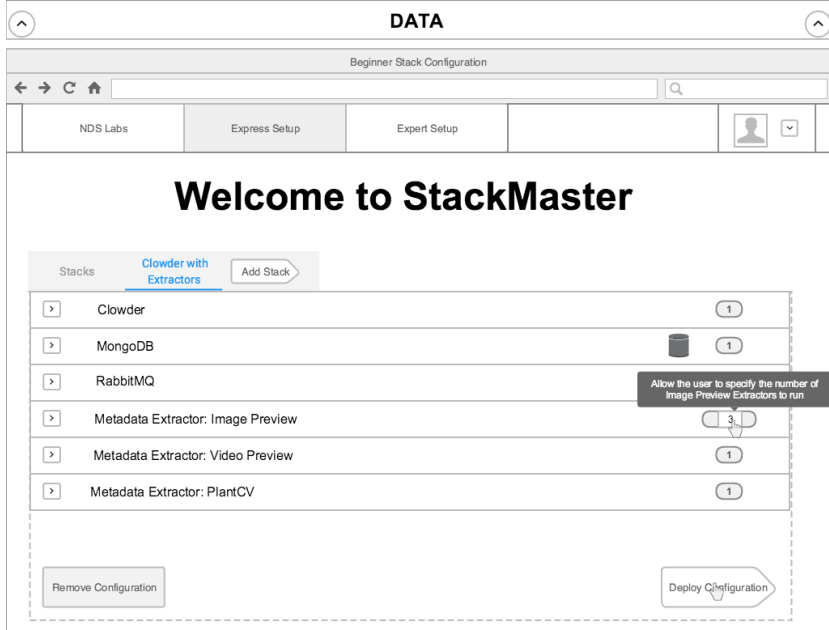 DATA
Beginner Stack Configuration
NDS Labs
Express Setup
Expert Setup
Welcome to StackMaster
Stacks
Clowder with
Extractors
Add Stack
Clowder 1
MongoDB 1
RabbitMQ
Allow the user to specify the number of
Image Preview Extractors to run
Metadata Extractor: Image Preview 3
Metadata Extractor: Video Preview 1
Metadata Extractor: PlantCV 1
Remove Configuration
Deploy Configuration